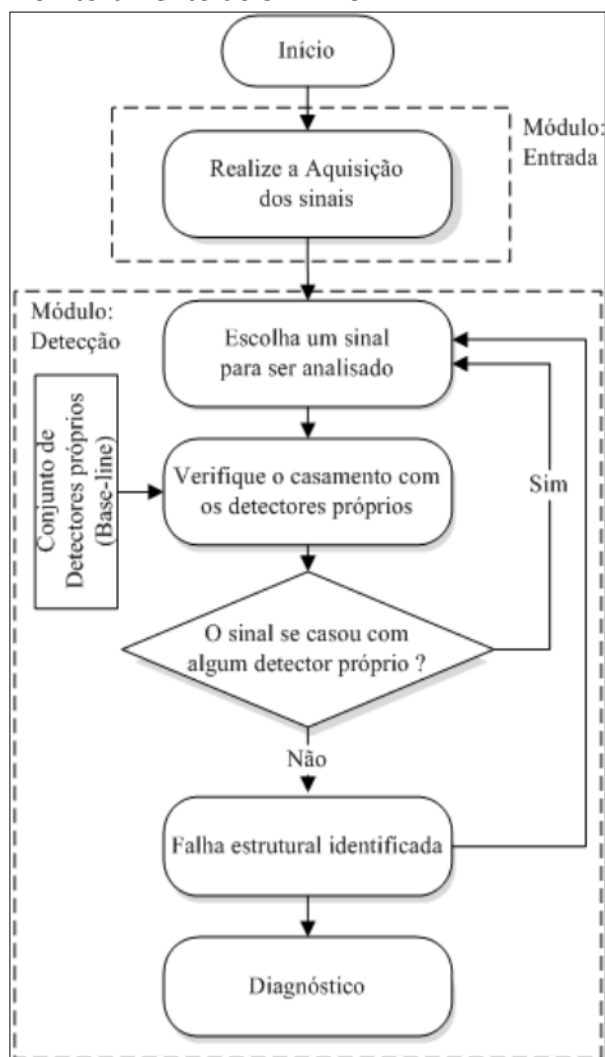 Início
Módulo:
Entrada
Realize a Aquisição
dos sinais
Módulo:
Detecção
Escolha um sinal
para ser analisado
Conjunto de
Detectores próprios
(Base-line)
Verifique o casamento com
os detectores próprios
Sim
O sinal se casou com
algum detector próprio ?
Não
Falha estrutural identificada
Diagnóstico